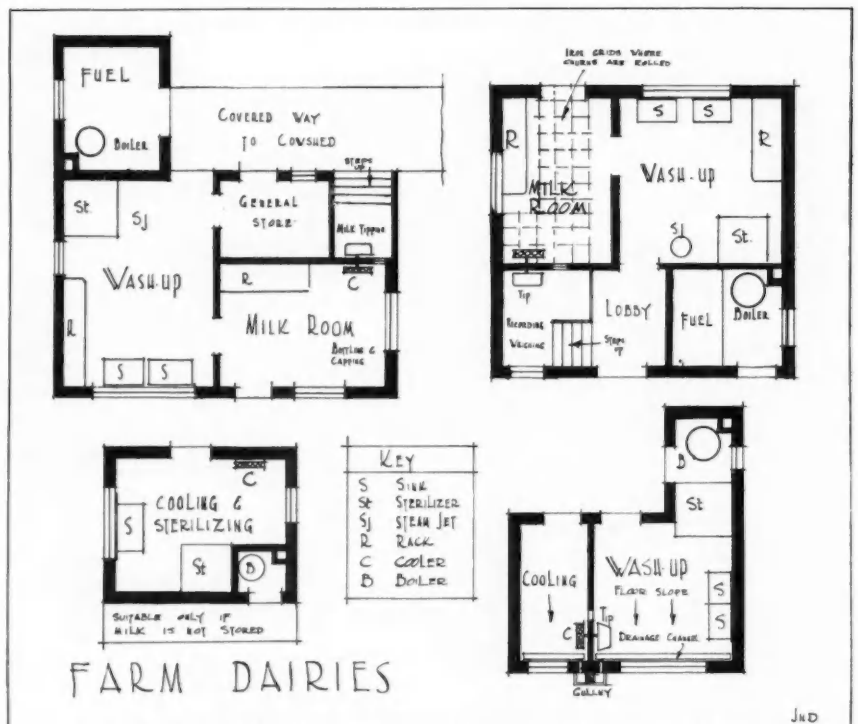 FUEL
BOILER
COVERED WAY
TO COWSHED
STEPS
UP
GENERAL
STORE
MILK TIPPING
St.
SJ
WASH-UP
R
S S
R
C
MILK ROOM
BOTTLING &
CAPPING
IRON GRIDS WHERE
CHURNS ARE ROLLED
S S
R
R
MILK
ROOM
WASH-UP
SJ
St.
TIP
RECORDING
WEIGHING
STEPS
UP
LOBBY
FUEL
BOILER
C
COOLING &
STERILIZING
S
St
B
SUITABLE ONLY IF
MILK IS NOT STORED
KEY
S SINK
St STERILIZER
SJ STEAM JET
R RACK
C COOLER
B BOILER
B
St
COOLING
WASH-UP
FLOOR SLOPE
S
S
TIP
C
DRAINAGE CHANNEL
GULLEY
FARM DAIRIES
JND